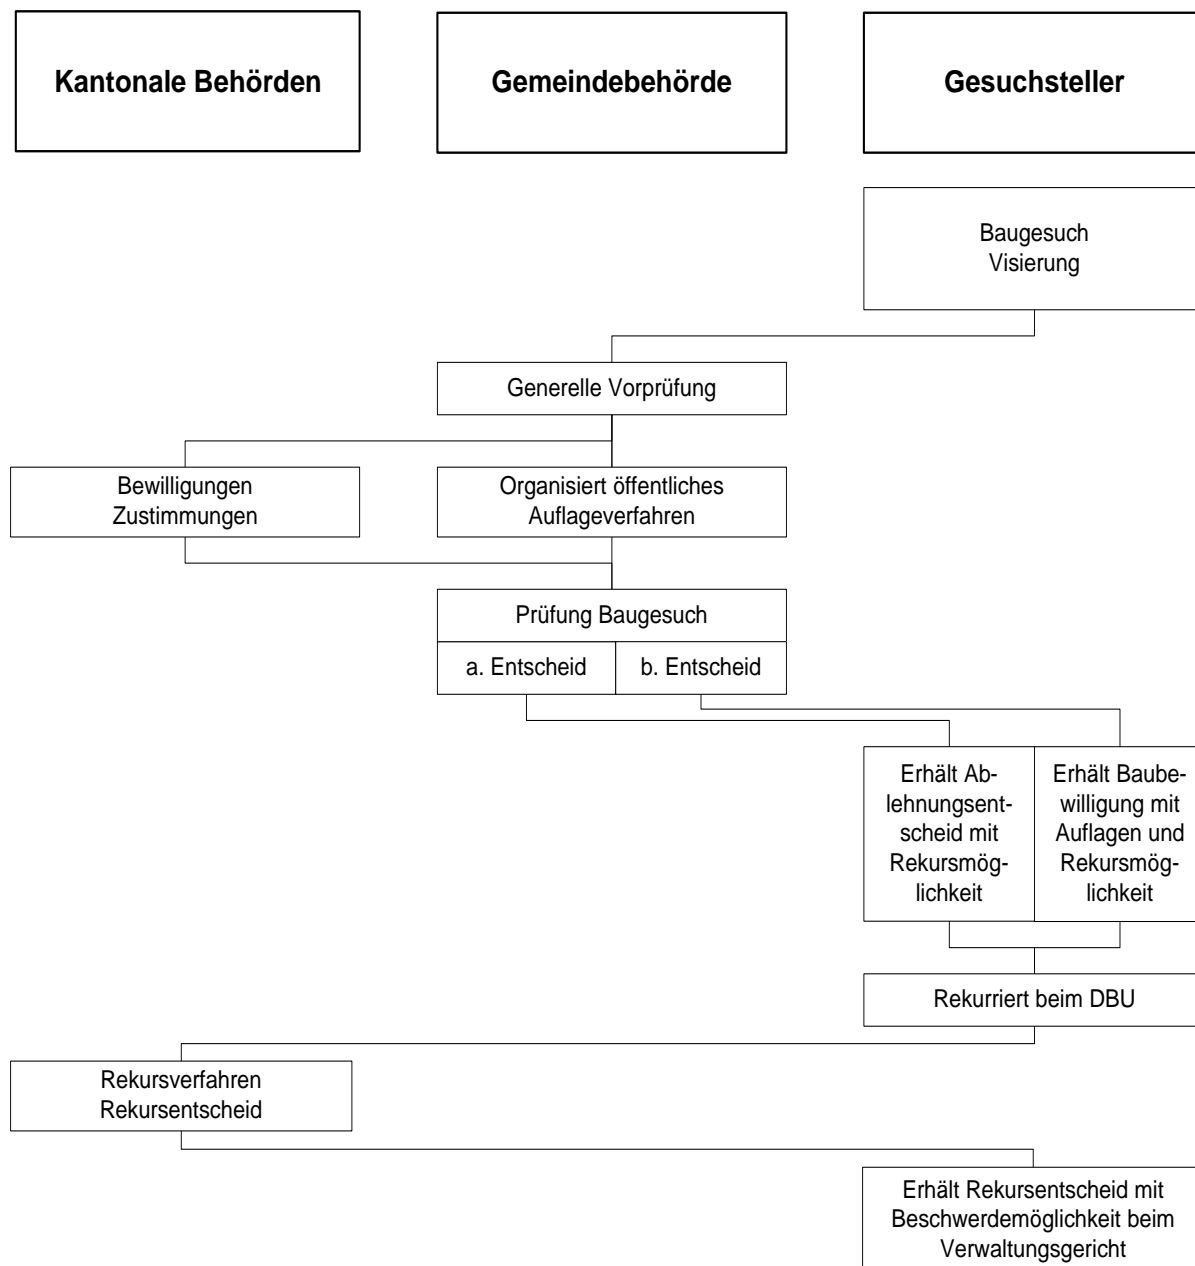 Kantonale Behörden
Gemeindebehörde
Gesuchsteller
Baugesuch
Visierung
Generelle Vorprüfung
Bewilligungen
Zustimmungen
Organisiert öffentliches
Auflageverfahren
Prüfung Baugesuch
a. Entscheid
b. Entscheid
Erhält Ab-
lehnungsent-
scheid mit
Rekursmög-
lichkeit
Erhält Baube-
willigung mit
Auflagen und
Rekursmög-
lichkeit
Rekurriert beim DBU
Rekursverfahren
Rekursentscheid
Erhält Rekursentscheid mit
Beschwerdemöglichkeit beim
Verwaltungsgericht